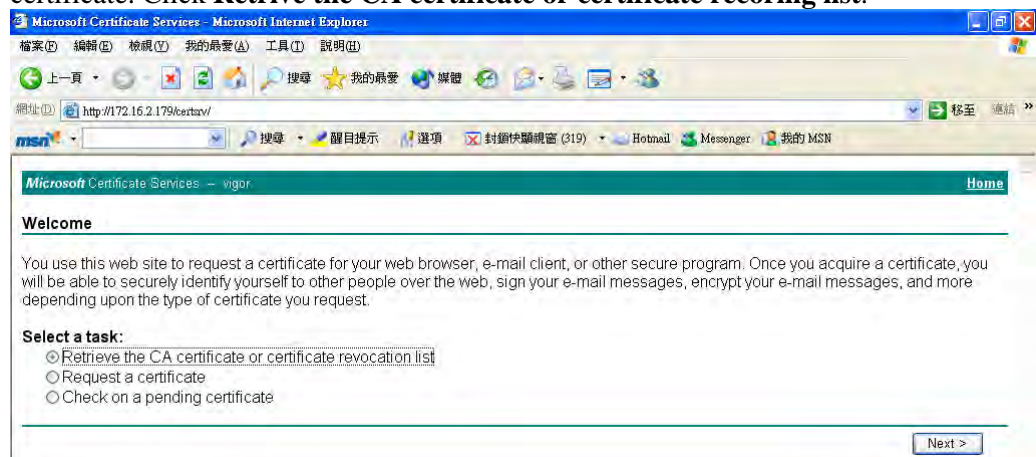 certificate. Click Retrive the CA certificate or certificate recoring list.
Microsoft Certificate Services - Microsoft Internet Explorer
檔案(F) 編輯(E) 檢視(V) 我的最愛(A) 工具(T) 說明(H)
上一頁 搜尋 我的最愛 媒體
網址(D) http://172.16.2.179/certsrv/ 移至 連結 »
msn 搜尋 醒目提示 選項 封鎖快顯視窗 (319) Hotmail Messenger 我的 MSN
Microsoft Certificate Services -- vigor Home
Welcome
You use this web site to request a certificate for your web browser, e-mail client, or other secure program. Once you acquire a certificate, you
will be able to securely identify yourself to other people over the web, sign your e-mail messages, encrypt your e-mail messages, and more
depending upon the type of certificate you request.
Select a task:
Retrieve the CA certificate or certificate revocation list
Request a certificate
Check on a pending certificate
Next >